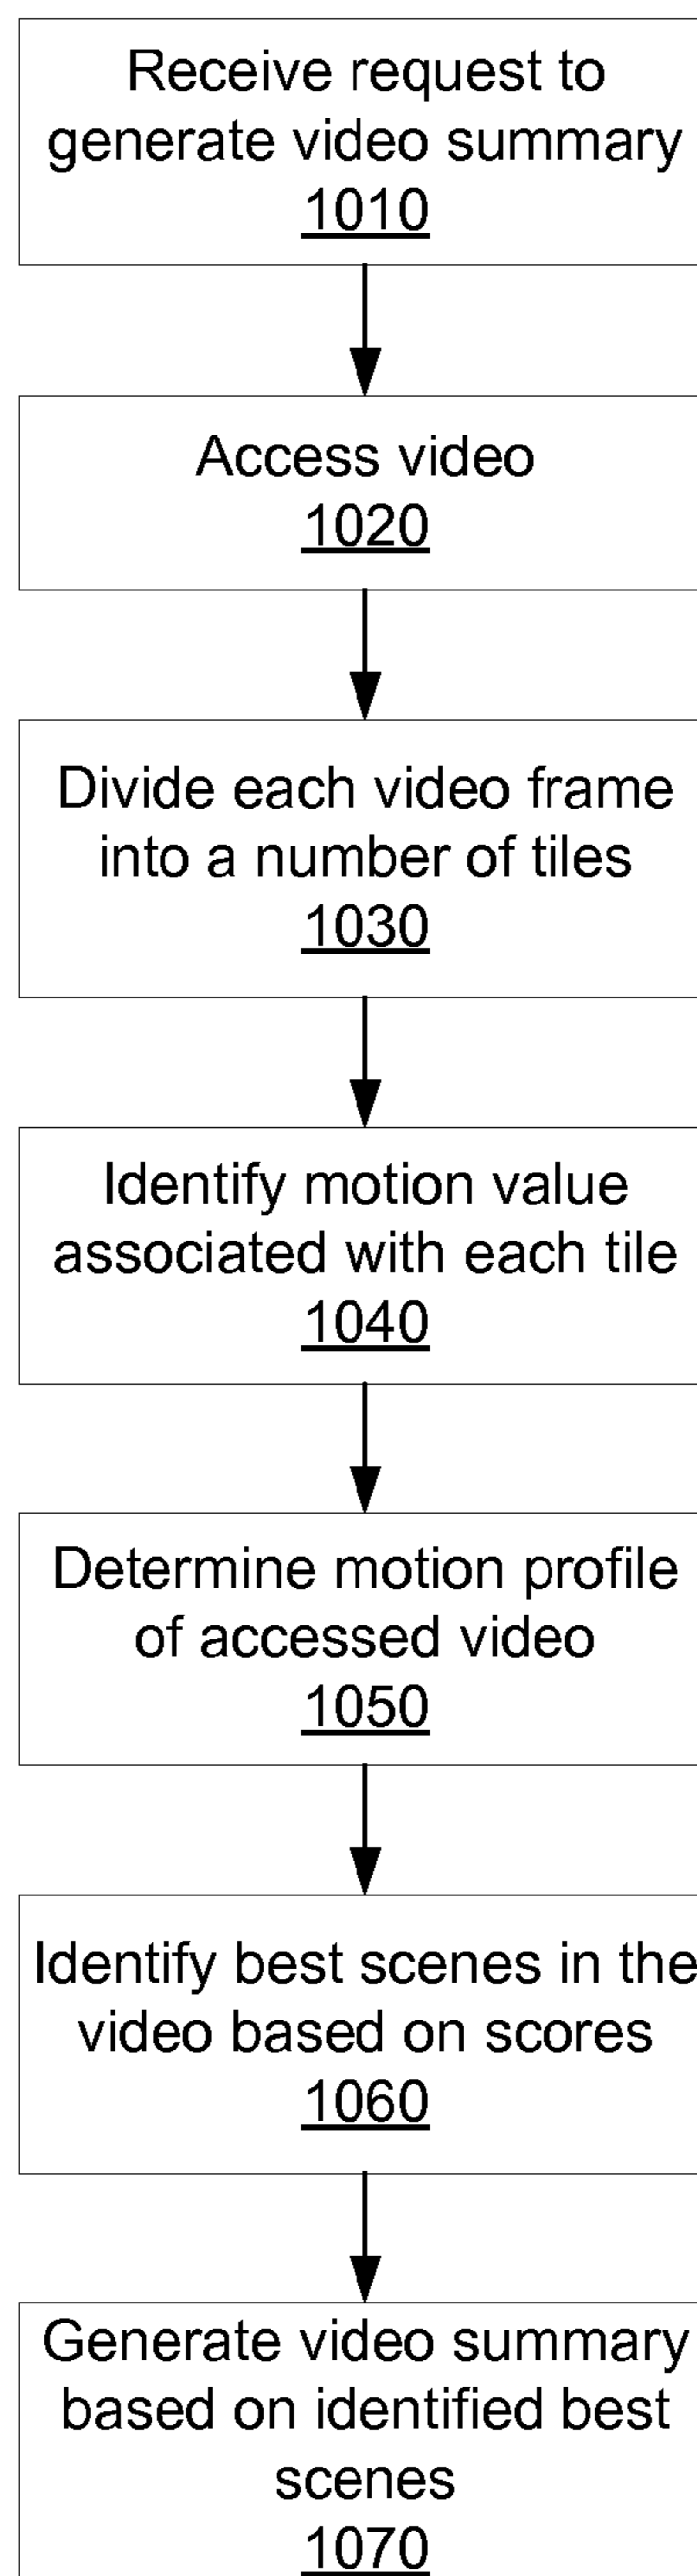 Receive request to
generate video summary
1010
Access video
1020
Divide each video frame
into a number of tiles
1030
Identify motion value
associated with each tile
1040
Determine motion profile
of accessed video
1050
Identify best scenes in the
video based on scores
1060
Generate video summary
based on identified best
scenes
1070